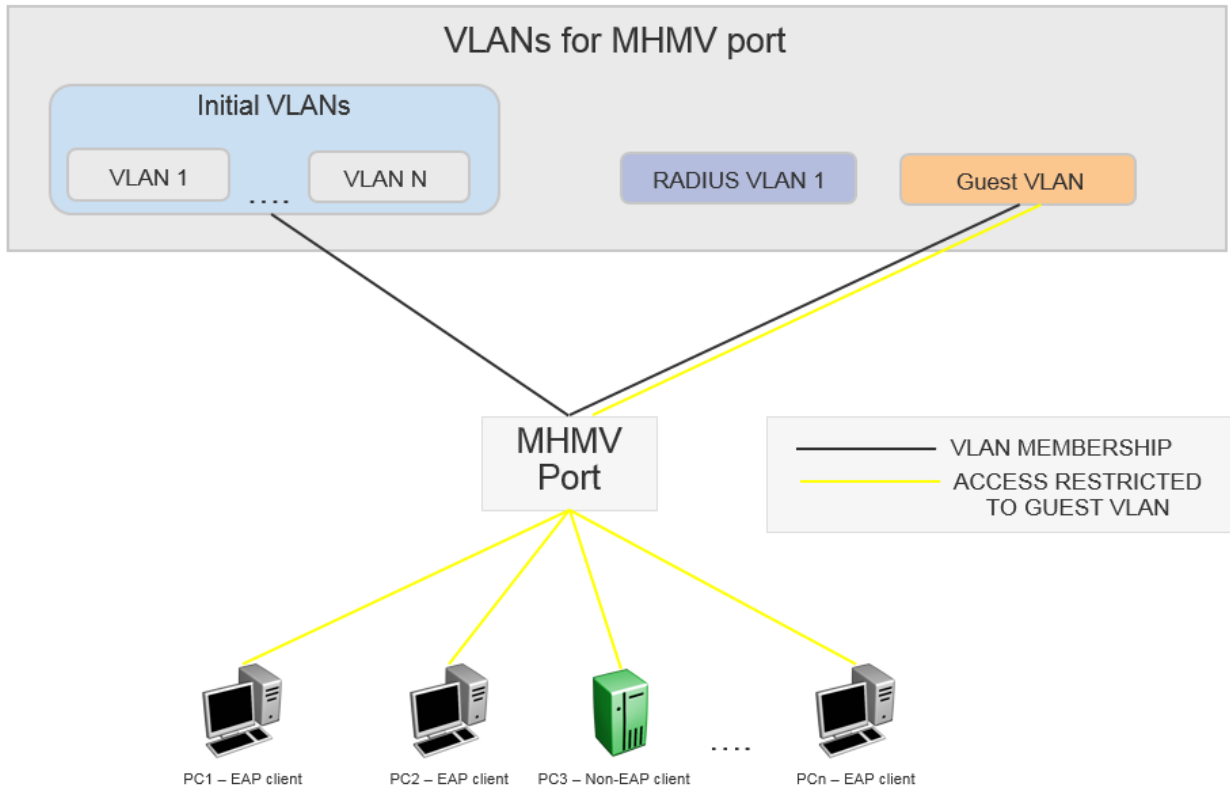 VLANs for MHMV port
Initial VLANs
VLAN 1
....
VLAN N
RADIUS VLAN 1
Guest VLAN
MHMV
Port
VLAN MEMBERSHIP
ACCESS RESTRICTED
TO GUEST VLAN
....
PC1 – EAP client
PC2 – EAP client
PC3 – Non-EAP client
PCn – EAP client